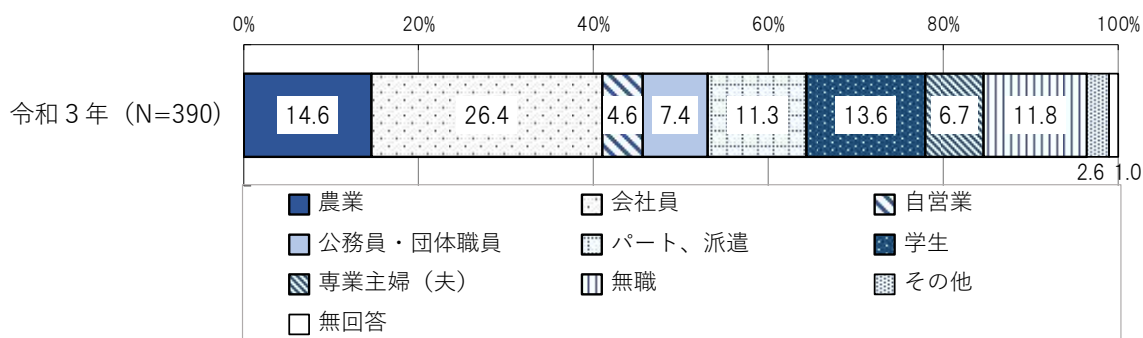 0% 20% 40% 60% 80% 100%
令和３年（N=390） 14.6 26.4 4.6 7.4 11.3 13.6 6.7 11.8
2.6 1.0
農業 会社員 自営業
公務員・団体職員 パート、派遣 学生
専業主婦（夫） 無職 その他
無回答